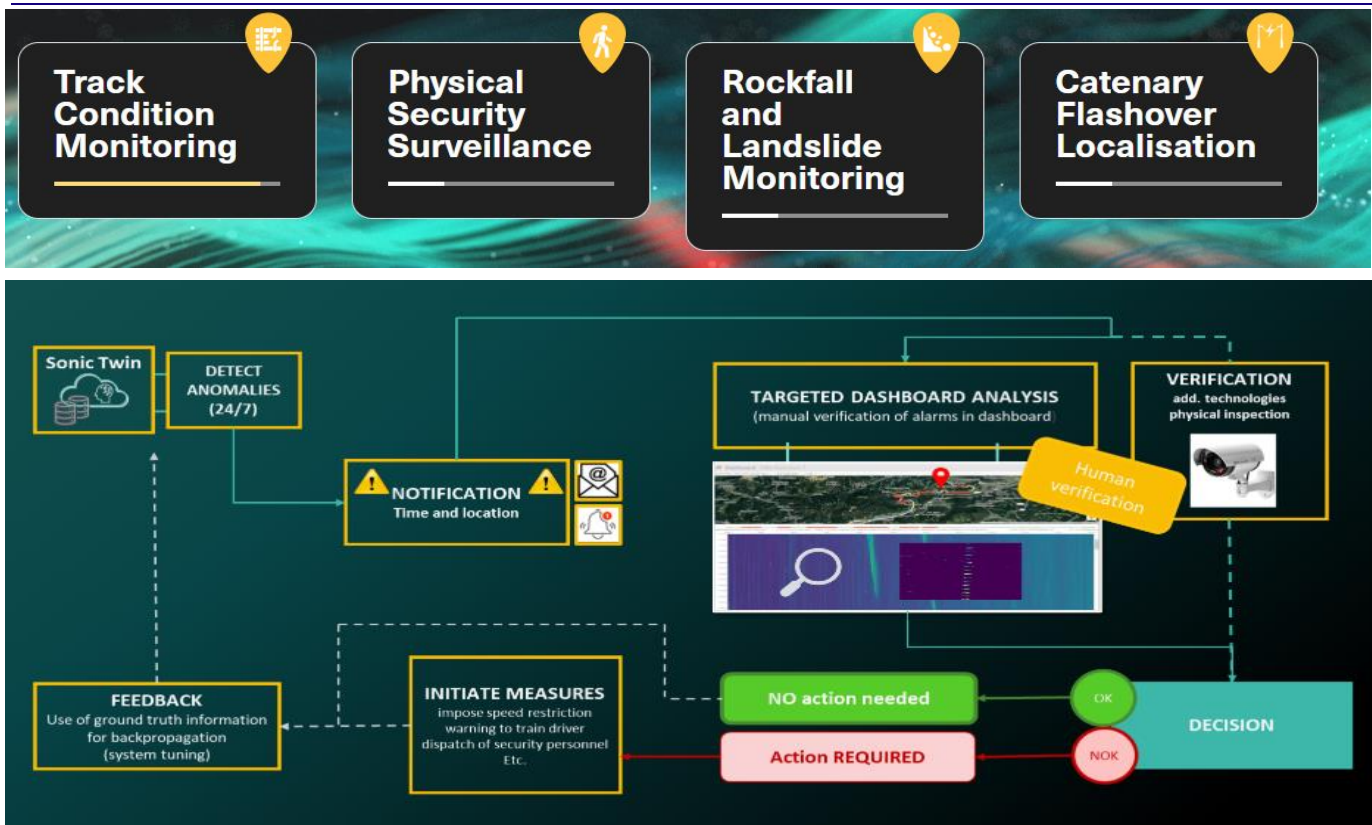 Track
Condition
Monitoring
Physical
Security
Surveillance
Rockfall
and
Landslide
Monitoring
Catenary
Flashover
Localisation
Sonic Twin
DETECT
ANOMALIES
(24/7)
NOTIFICATION
Time and location
TARGETED DASHBOARD ANALYSIS
(manual verification of alarms in dashboard)
Human
verification
VERIFICATION
add. technologies
physical inspection
FEEDBACK
Use of ground truth information
for backpropagation
(system tuning)
INITIATE MEASURES
impose speed restriction
warning to train driver
dispatch of security personnel
Etc.
NO action needed
Action REQUIRED
OK
NOK
DECISION